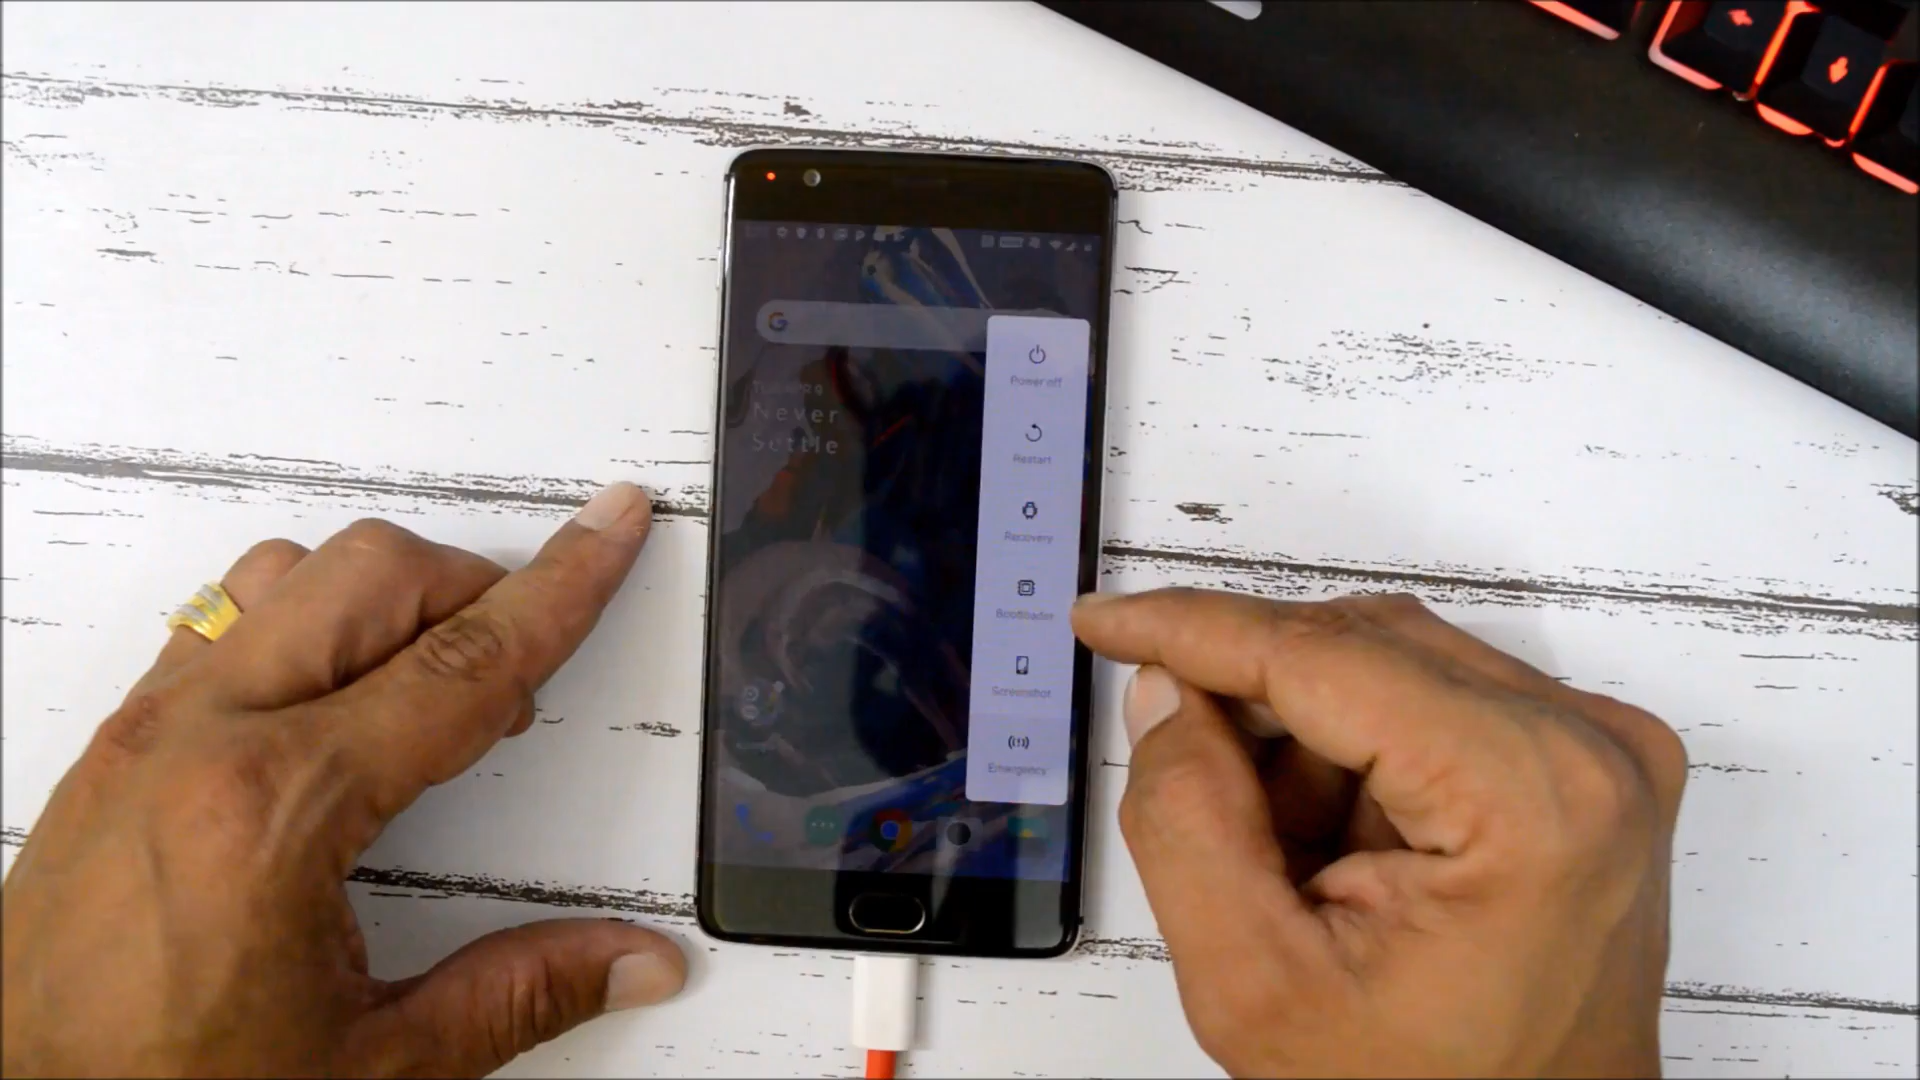 G
Never
Settle
Power off
Restart
Recovery
Bootloader
Screenshot
Emergency